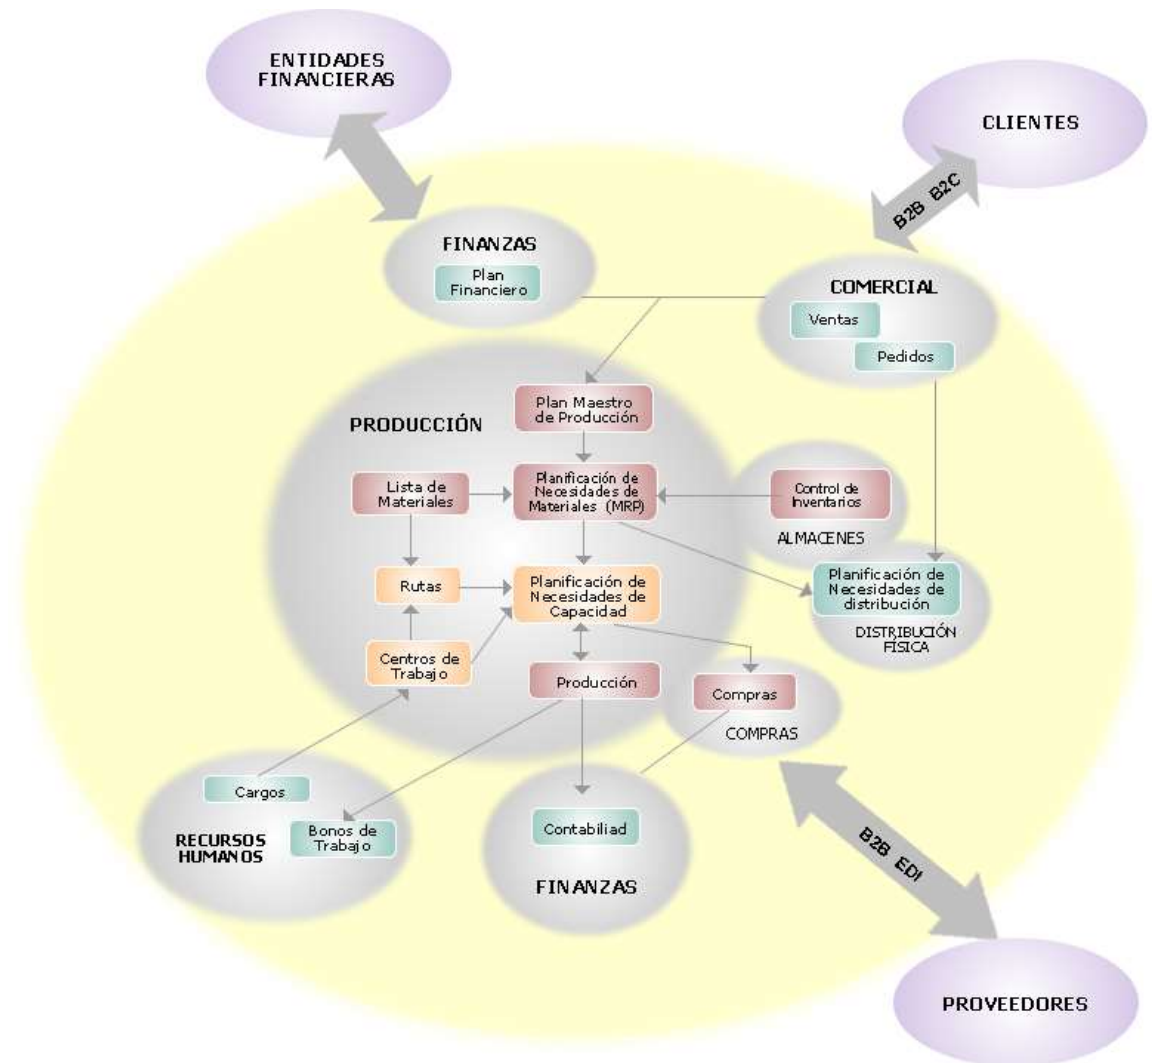 ENTIDADES
FINANCIERAS
CLIENTES
B2B B2C
FINANZAS
Plan
Financiero
COMERCIAL
Ventas
Pedidos
PRODUCCIÓN
Plan Maestro
de Producción
Lista de
Materiales
Planificación de
Necesidades de
Materiales (MRP)
Control de
Inventarios
ALMACENES
Rutas
Planificación de
Necesidades de
Capacidad
Planificación de
Necesidades de
distribución
DISTRIBUCIÓN
FÍSICA
Centros de
Trabajo
Producción
Compras
COMPRAS
Cargos
Bonos de
Trabajo
RECURSOS
HUMANOS
Contabiliad
FINANZAS
B2B EDI
PROVEEDORES